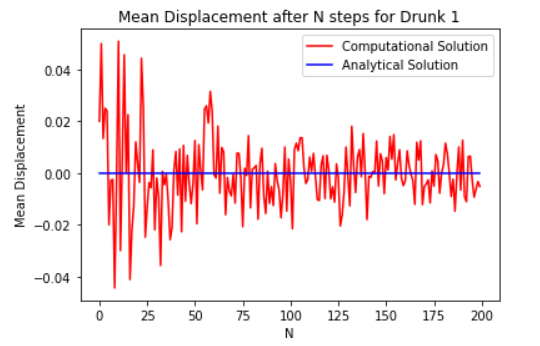 Mean Displacement after N steps for Drunk 1
Computational Solution
Analytical Solution
Mean Displacement
0.04
0.02
0.00
−0.02
−0.04
0 25 50 75 100 125 150 175 200
N